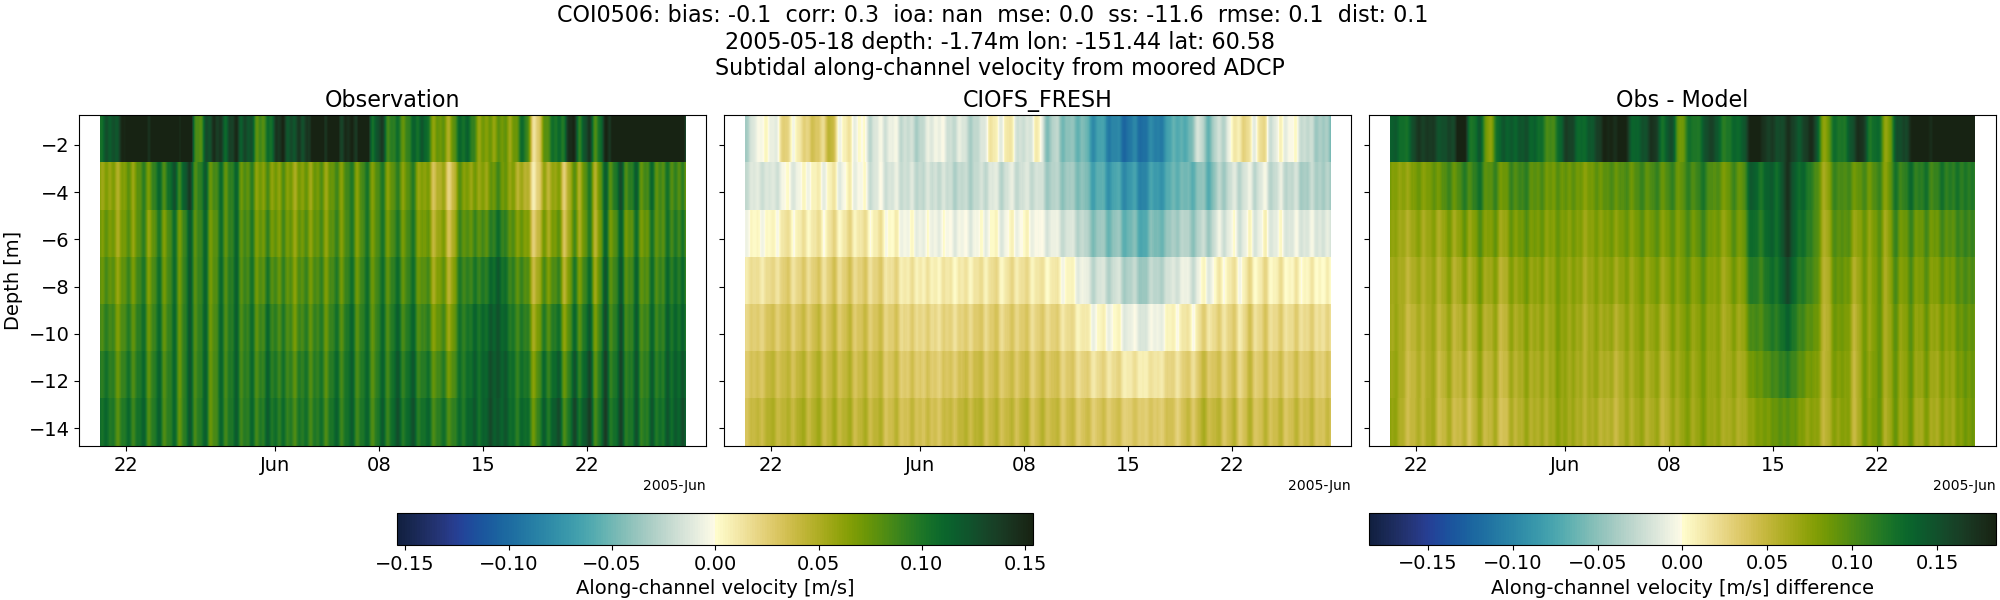 COI0506: bias: -0.1 corr: 0.3 ioa: nan mse: 0.0 ss: -11.6 rmse: 0.1 dist: 0.1
2005-05-18 depth: -1.74m lon: -151.44 lat: 60.58
Subtidal along-channel velocity from moored ADCP
Observation
CIOFS_FRESH
Obs - Model
Depth [m]
−2
−4
−6
−8
−10
−12
−14
22 Jun 08 15 22
2005-Jun
22 Jun 08 15 22
2005-Jun
22 Jun 08 15 22
2005-Jun
−0.15 −0.10 −0.05 0.00 0.05 0.10 0.15
Along-channel velocity [m/s]
−0.15 −0.10 −0.05 0.00 0.05 0.10 0.15
Along-channel velocity [m/s] difference